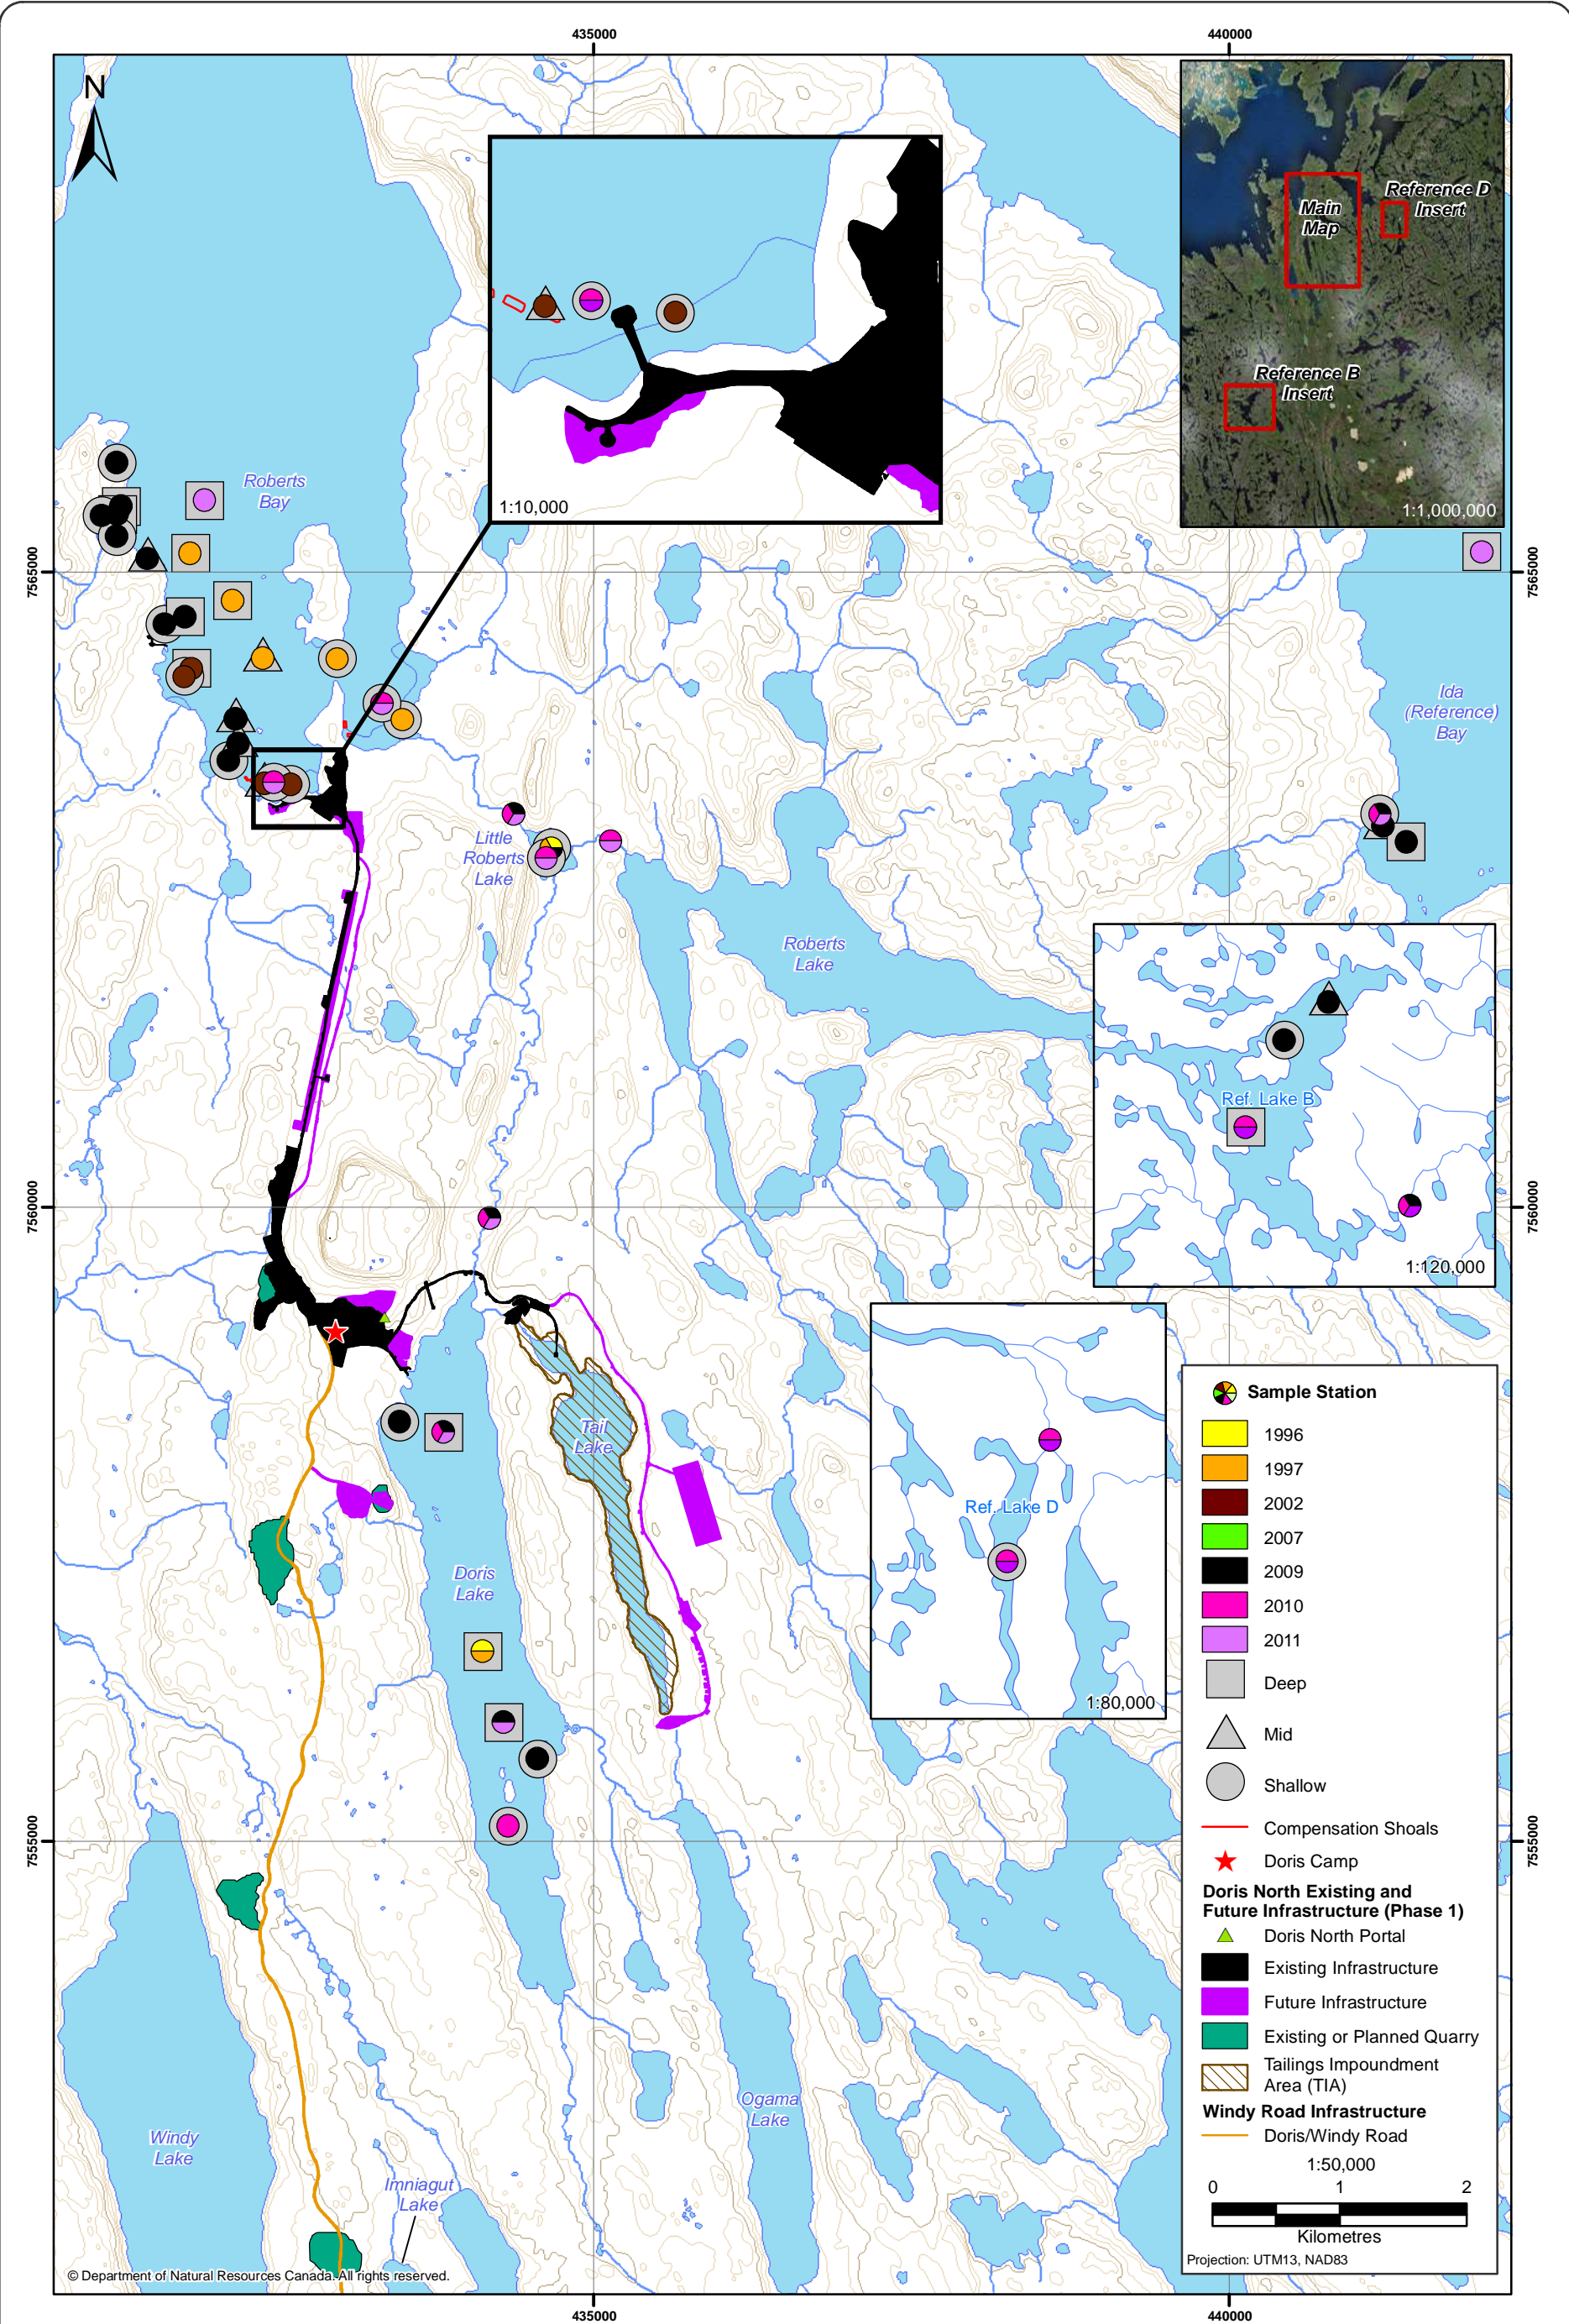 435000
440000
N
Main
Map
Reference D
Insert
Reference B
Insert
1:1,000,000
1:10,000
Roberts
Bay
7565000
7565000
Ida
(Reference)
Bay
Little
Roberts
Lake
Roberts
Lake
Ref. Lake B
1:120,000
7560000
7560000
Tail
Lake
Ref. Lake D
1:80,000
Doris
Lake
7555000
7555000
Windy
Lake
Ogama
Lake
Imniagut
Lake
Sample Station
1996
1997
2002
2007
2009
2010
2011
Deep
Mid
Shallow
Compensation Shoals
Doris Camp
Doris North Existing and
Future Infrastructure (Phase 1)
Doris North Portal
Existing Infrastructure
Future Infrastructure
Existing or Planned Quarry
Tailings Impoundment
Area (TIA)
Windy Road Infrastructure
Doris/Windy Road
1:50,000
0 1 2
Kilometres
Projection: UTM13, NAD83
© Department of Natural Resources Canada. All rights reserved.
435000
440000